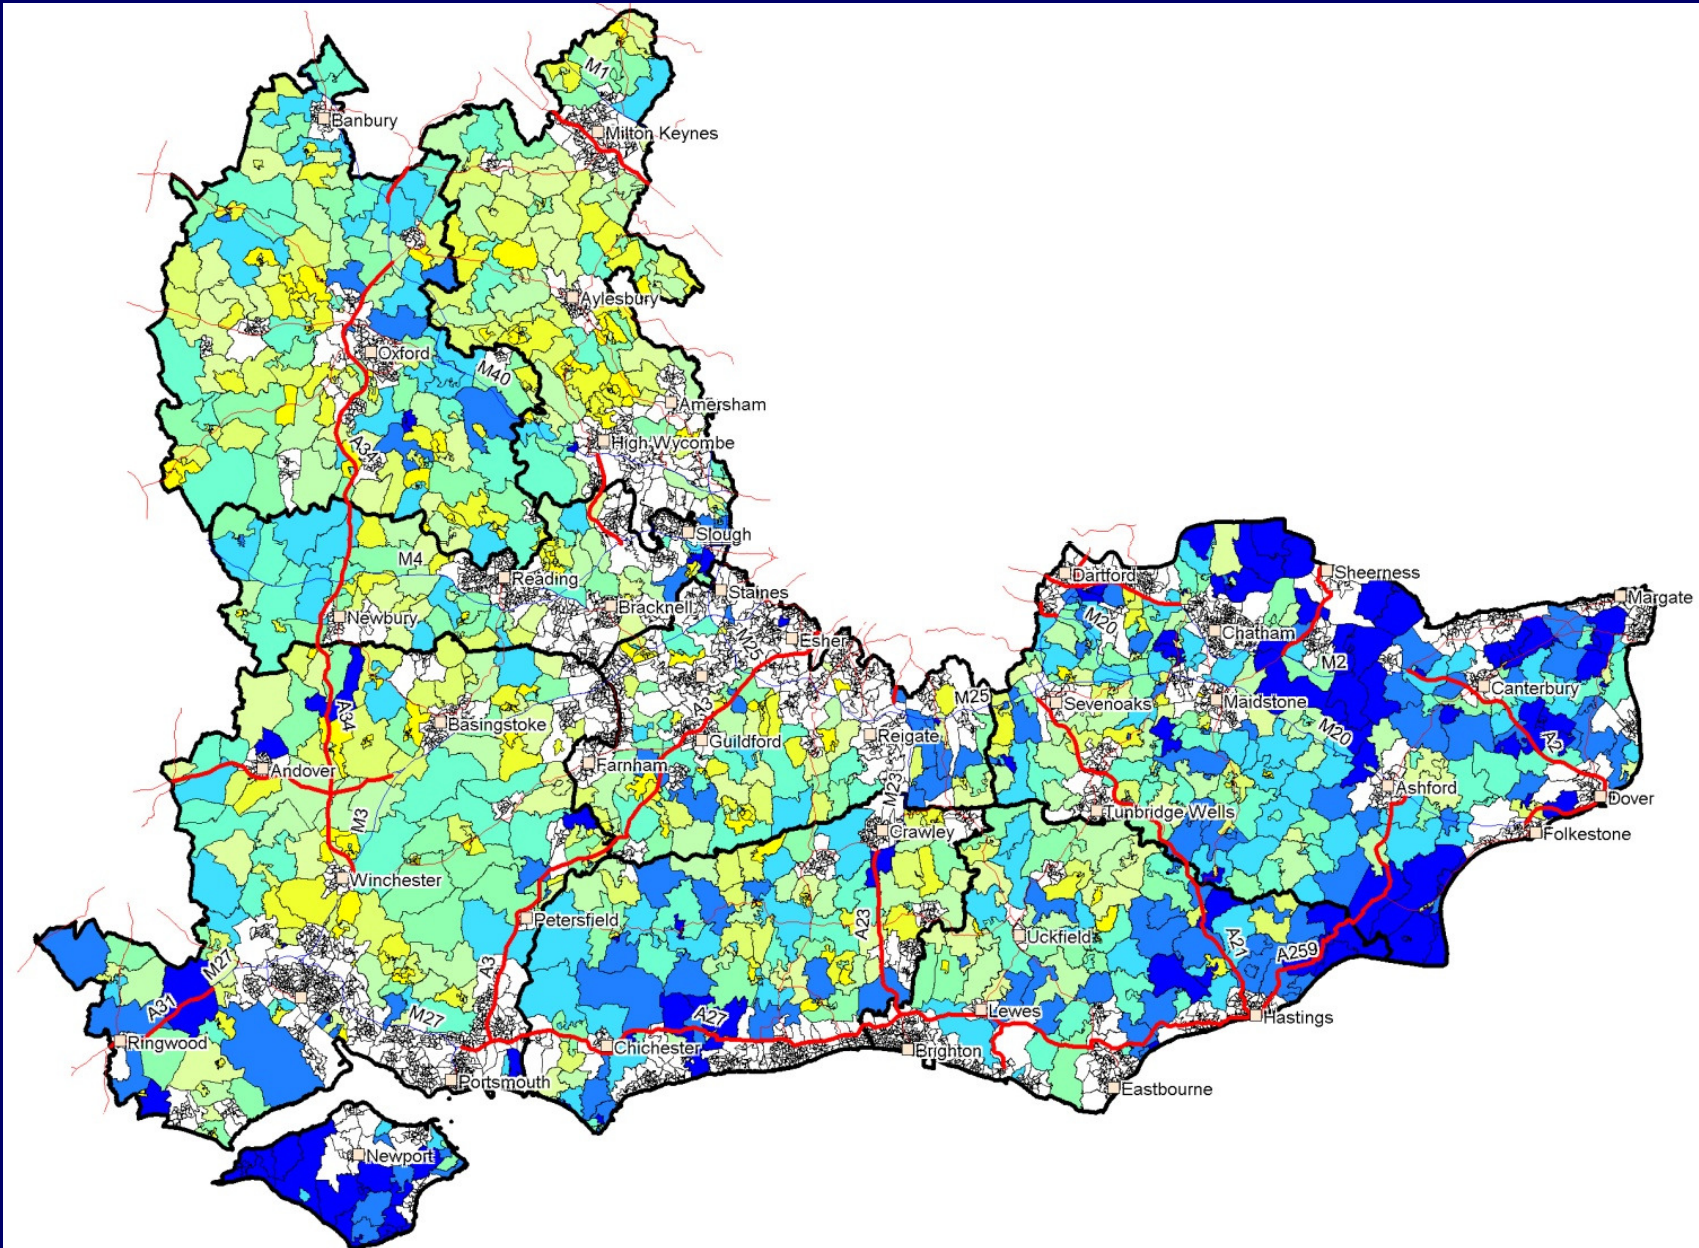 M1
Banbury
Milton Keynes
Aylesbury
Oxford
M40
Amersham
High Wycombe
A34
Slough
M4
Reading
Staines
Bracknell
Newbury
M25
Esher
Dartford
Sheerness
Margate
M20
Chatham
M2
Canterbury
Sevenoaks
Maidstone
M25
A3
A34
Basingstoke
Guildford
Reigate
M20
A2
Farnham
Andover
M23
Ashford
Dover
Tunbridge Wells
M3
Crawley
Folkestone
Winchester
Petersfield
A23
Uckfield
A21
A259
M27
A3
A31
M27
A27
Lewes
Hastings
Ringwood
Chichester
Brighton
Portsmouth
Eastbourne
Newport